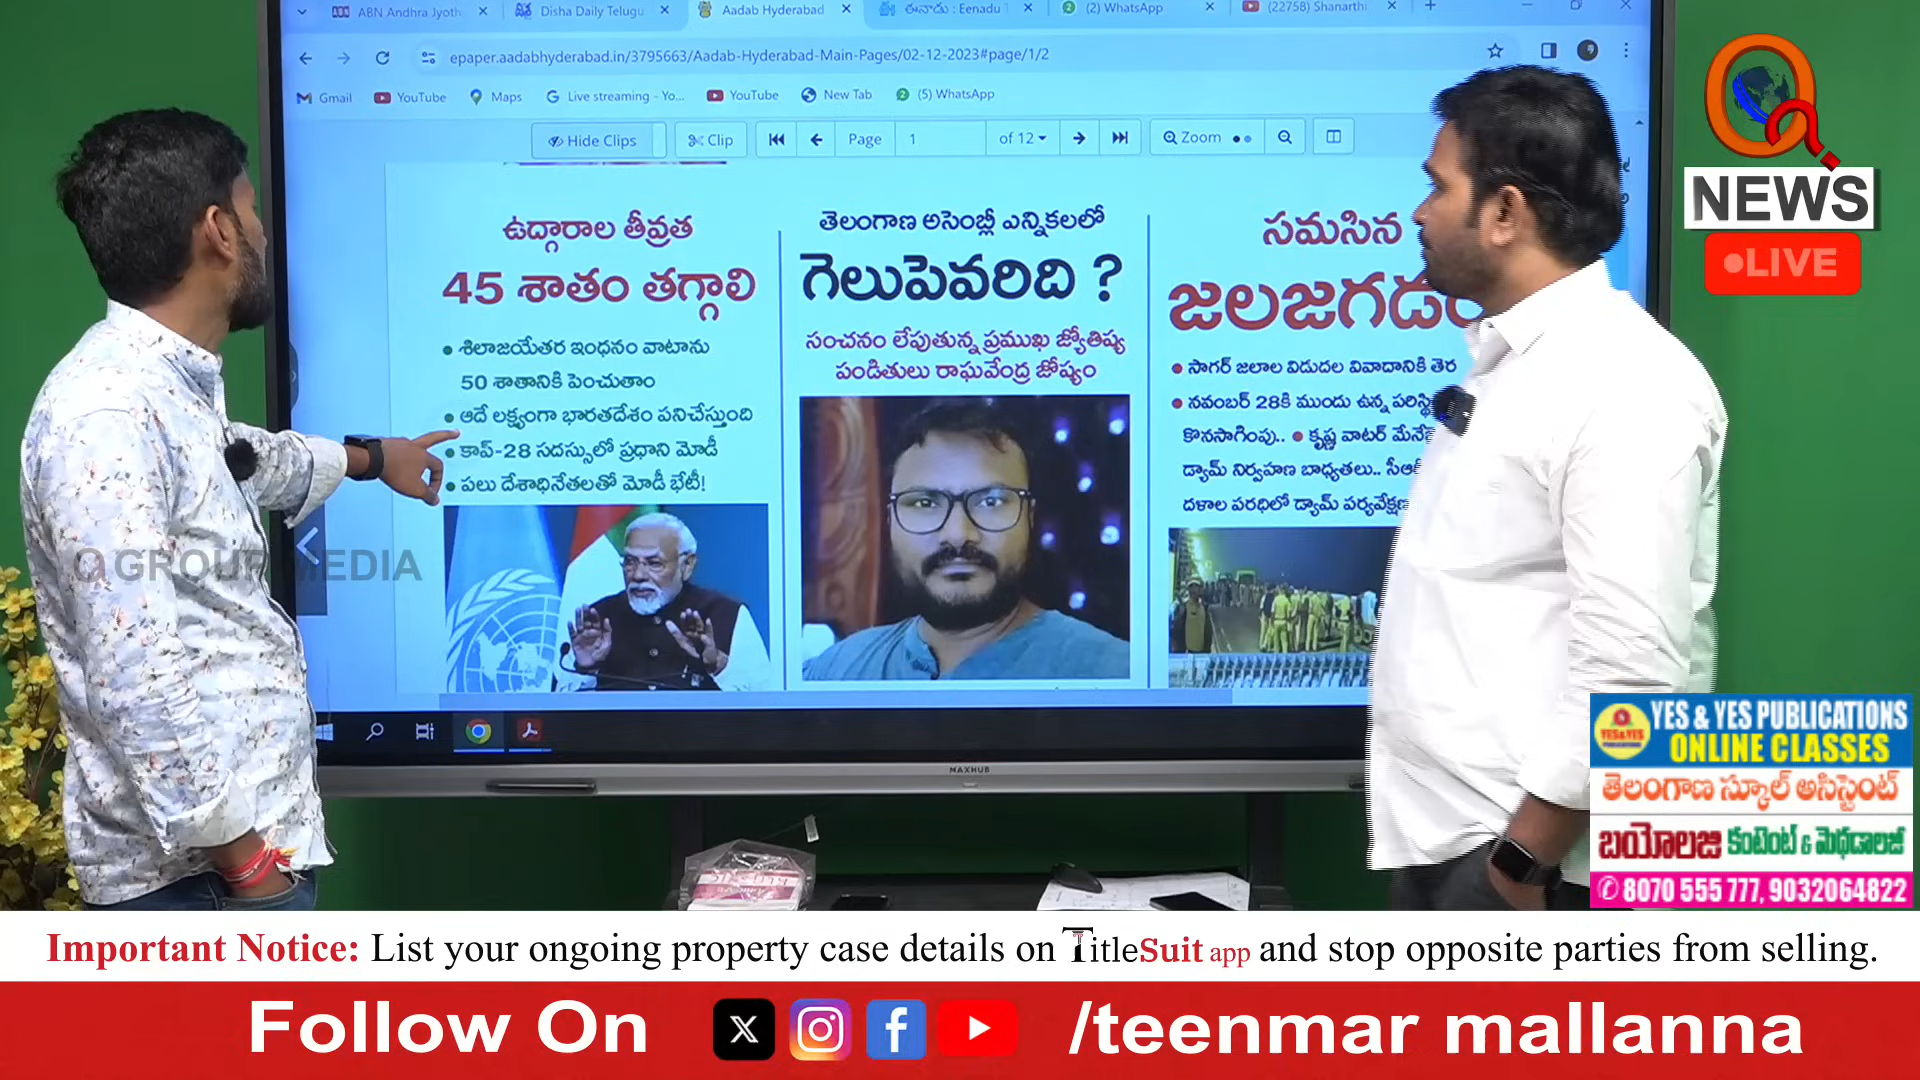 ABN Andhra Jyoth
Disha Daily Telugu
Aadab Hyderabad
ఈనాడు : Eenadu
(2) WhatsApp
(22758) Shanarthi
epaper.aadabhyderabad.in/3795663/Aadab-Hyderabad-Main-Pages/02-12-2023#page/1/2
Gmail
YouTube
Maps
Live streaming - Yo...
YouTube
New Tab
(5) WhatsApp
Hide Clips
Clip
Page
1
of 12
Zoom
ఉద్గారాల తీవ్రత
45 శాతం తగ్గాలి
శిలాజయేతర ఇంధనం వాటాను
50 శాతానికి పెంచుతాం
ఆదే లక్ష్యంగా భారతదేశం పనిచేస్తుంది
కాప్-28 సదస్సులో ప్రధాని మోడీ
పలు దేశాధినేతలతో మోడీ భేటీ!
తెలంగాణ అసెంబ్లీ ఎన్నికలలో
గెలుపెవరిది ?
సంచనం లేపుతున్న ప్రముఖ జ్యోతిష్య
పండితులు రాఘవేంద్ర జోష్యం
సమసిన
జలజగడం
సాగర్ జలాల విడుదల వివాదానికి తెర
నవంబర్ 28కి ముందు ఉన్న పరిస్థి
కొనసాగింపు.. కృష్ణ వాటర్ మేనే
డ్యామ్ నిర్వహణ బాధ్యతలు.. సీఆర్
దళాల పరధిలో డ్యామ్ పర్యవేక్షణ
Q GROUP MEDIA
MAXHUB
Q
NEWS
LIVE
YES & YES PUBLICATIONS
ONLINE CLASSES
తెలంగాణ స్కూల్ అసిస్టెంట్
బయోలజి కంటెంట్ & మెథడాలజీ
8070 555 777, 9032064822
Important Notice: List your ongoing property case details on TitleSuit app and stop opposite parties from selling.
Follow On
/teenmar mallanna